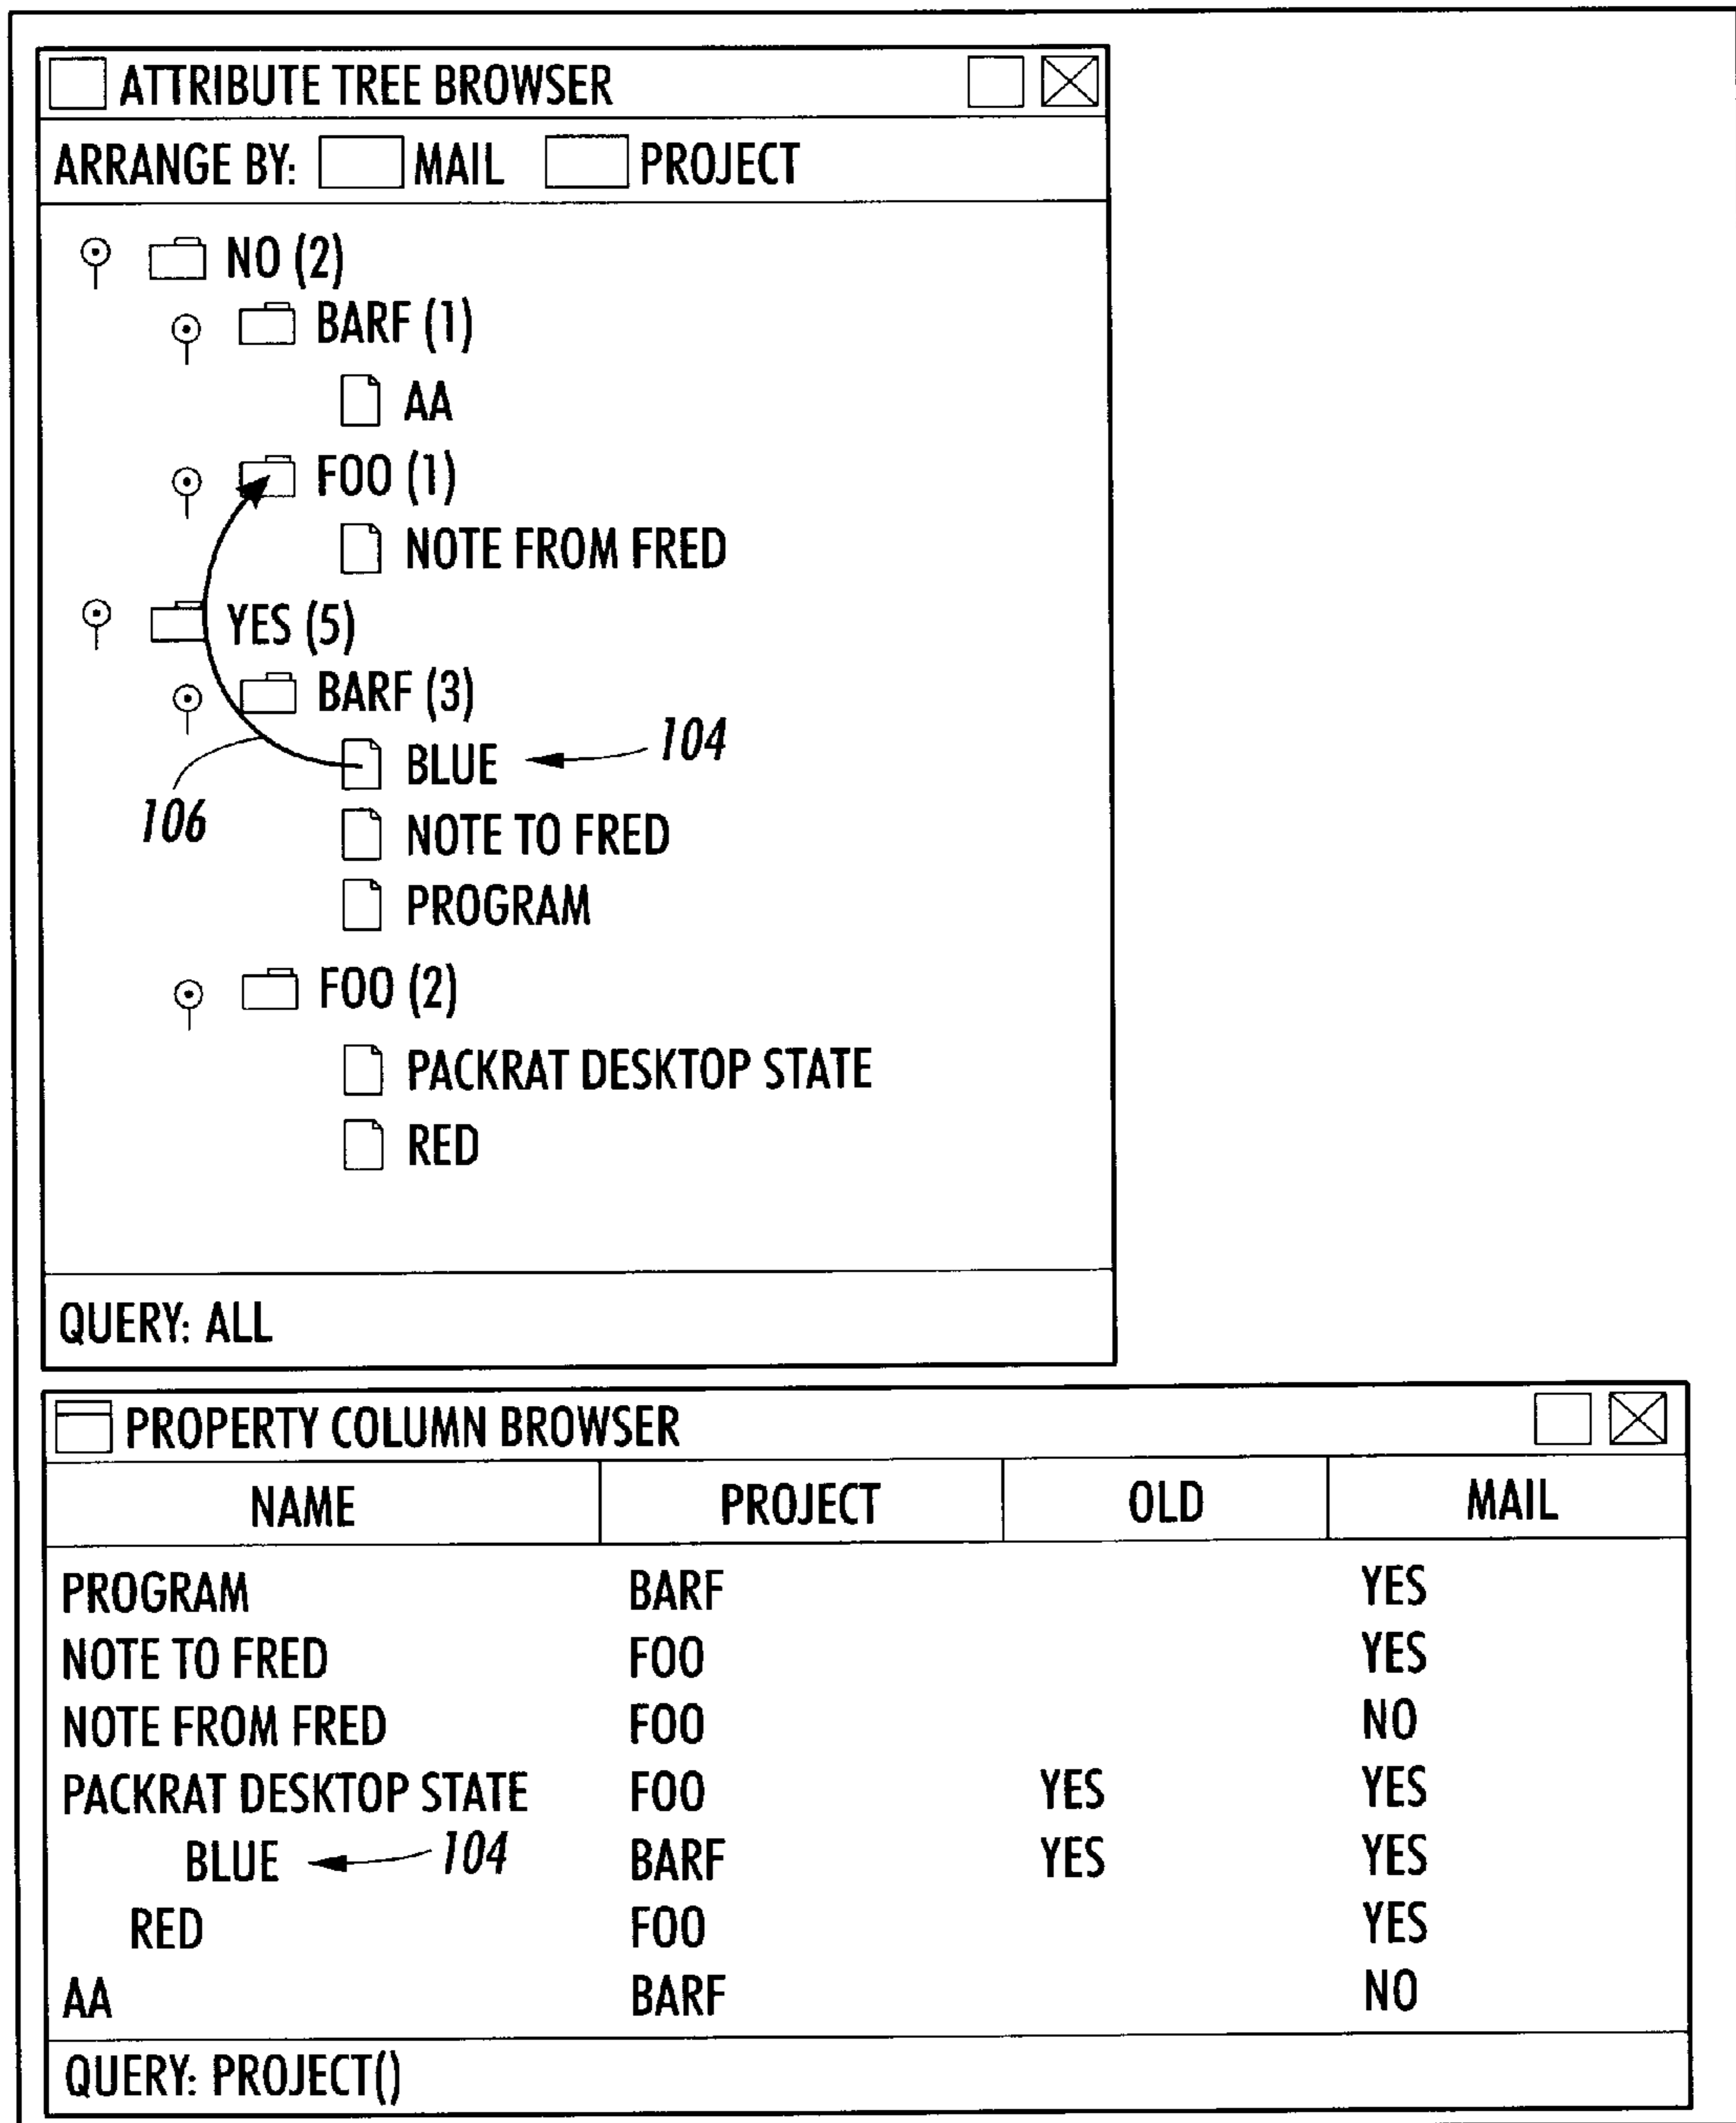 ATTRIBUTE TREE BROWSER
ARRANGE BY: MAIL PROJECT
NO (2)
BARF (1)
AA
FOO (1)
NOTE FROM FRED
YES (5)
BARF (3)
BLUE 104
106
NOTE TO FRED
PROGRAM
FOO (2)
PACKRAT DESKTOP STATE
RED
QUERY: ALL
PROPERTY COLUMN BROWSER
NAME PROJECT OLD MAIL
PROGRAM BARF YES
NOTE TO FRED FOO YES
NOTE FROM FRED FOO NO
PACKRAT DESKTOP STATE FOO YES YES
BLUE 104 BARF YES YES
RED FOO YES
AA BARF NO
QUERY: PROJECT()